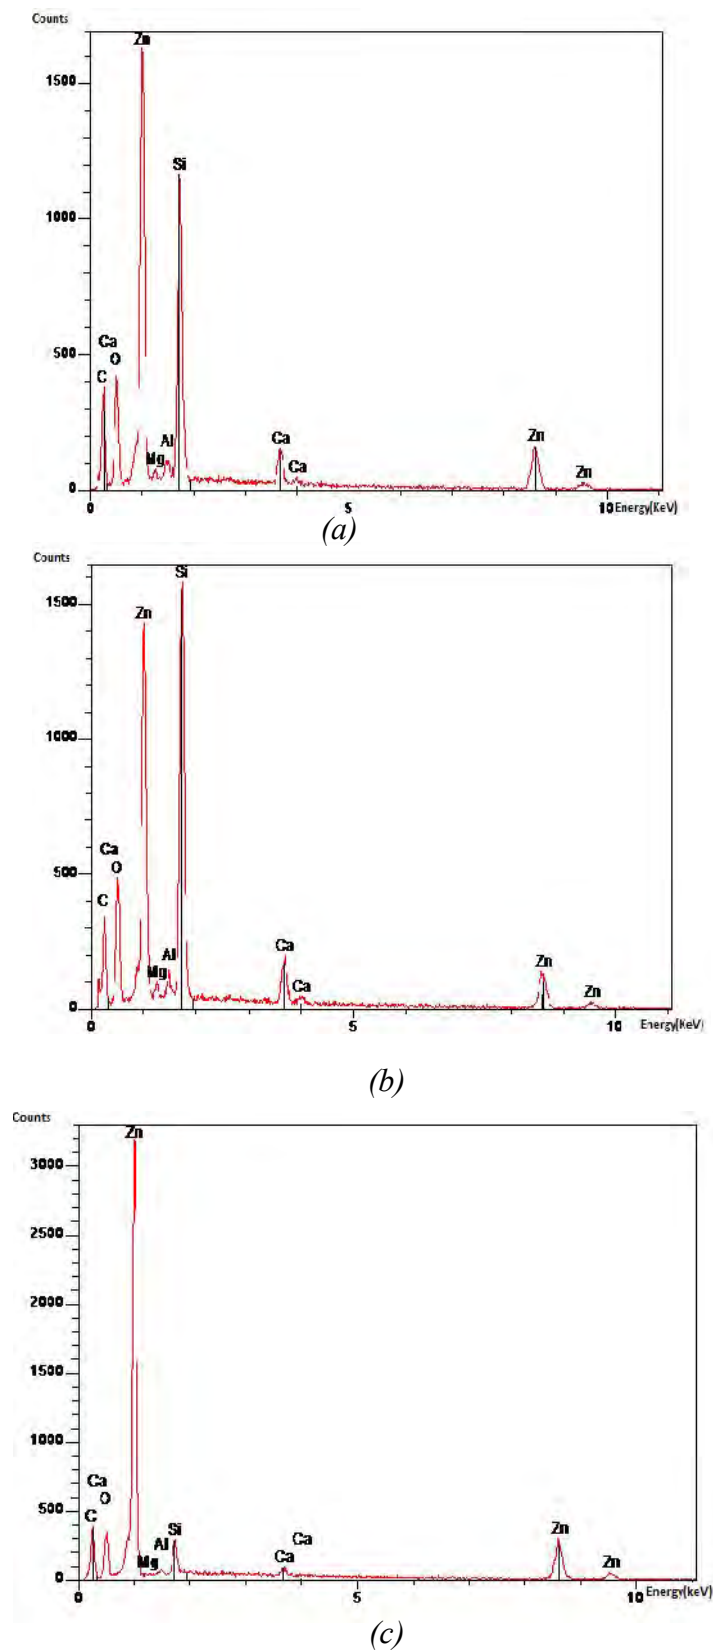 Counts
Zn
1500
Si
1000
Ca
500
O
C
Al
Mg
Ca
Ca
Zn
Zn
0
0
5
10
Energy(KeV)
(a)
Counts
Si
1500
Zn
1000
Ca
500
O
C
Al
Mg
Ca
Ca
Zn
Zn
0
0
5
10
Energy(KeV)
(b)
Counts
Zn
3000
2500
2000
1500
1000
Ca
500
O
C
Si
Al
Mg
Ca
Ca
Zn
Zn
0
0
5
10
Energy(keV)
(c)